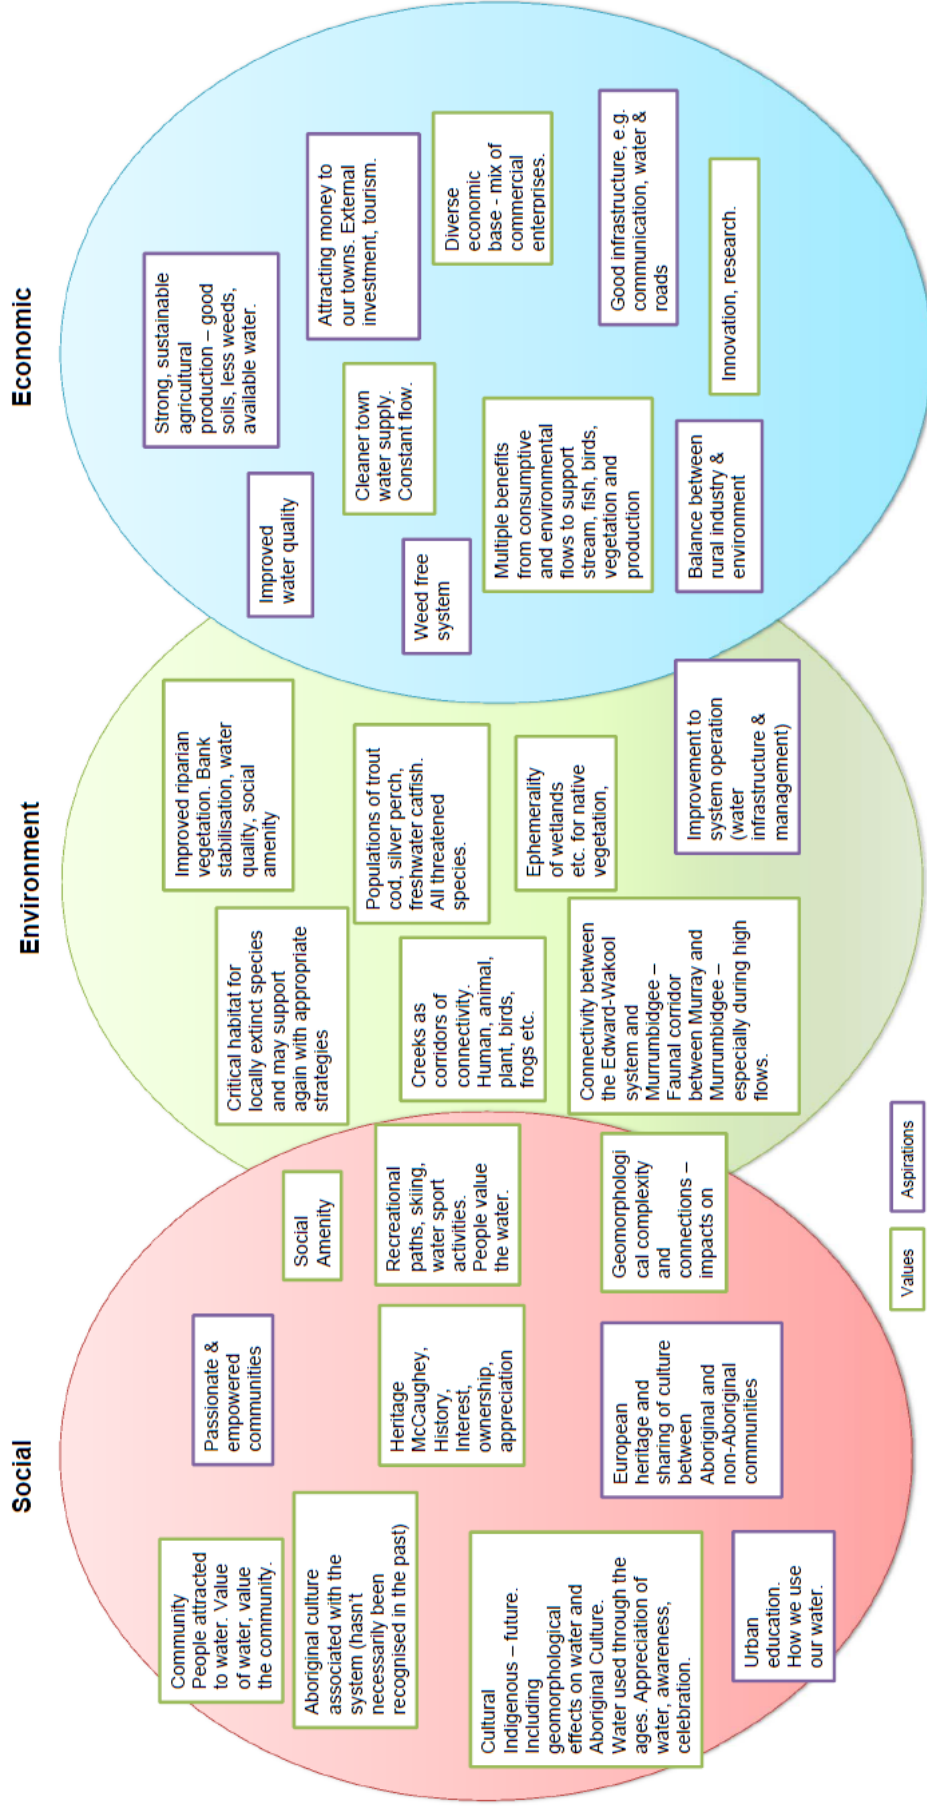 Social
Environment
Economic
Community
People attracted
to water. Value
of water, value
the community.
Aboriginal culture
associated with the
system (hasn't
necessarily been
recognised in the past)
Cultural
Indigenous – future.
Including
geomorphological
effects on water and
Aboriginal Culture.
Water used through the
ages. Appreciation of
water, awareness,
celebration.
Urban
education.
How we use
our water.
Passionate &
empowered
communities
Heritage
McCaughey,
History,
Interest,
ownership,
appreciation
European
heritage and
sharing of culture
between
Aboriginal and
non-Aboriginal
communities
Social
Amenity
Recreational
paths, skiing,
water sport
activities.
People value
the water.
Geomorphologi
cal complexity
and
connections –
impacts on
Critical habitat for
locally extinct species
and may support
again with appropriate
strategies
Creeks as
corridors of
connectivity.
Human, animal,
plant, birds,
frogs etc.
Connectivity between
the Edward-Wakool
system and
Murrumbidgee –
Faunal corridor
between Murray and
Murrumbidgee –
especially during high
flows.
Improved riparian
vegetation. Bank
stabilisation, water
quality, social
amenity
Populations of trout
cod, silver perch,
freshwater catfish.
All threatened
species.
Ephemerality
of wetlands
etc. for native
vegetation,
Improvement to
system operation
(water
infrastructure &
management)
Improved
water quality
Weed free
system
Cleaner town
water supply.
Constant flow.
Multiple benefits
from consumptive
and environmental
flows to support
stream, fish, birds,
vegetation and
production
Balance between
rural industry &
environment
Strong, sustainable
agricultural
production – good
soils, less weeds,
available water.
Attracting money to
our towns. External
investment, tourism.
Diverse
economic
base - mix of
commercial
enterprises.
Good infrastructure, e.g.
communication, water &
roads
Innovation, research.
Values
Aspirations